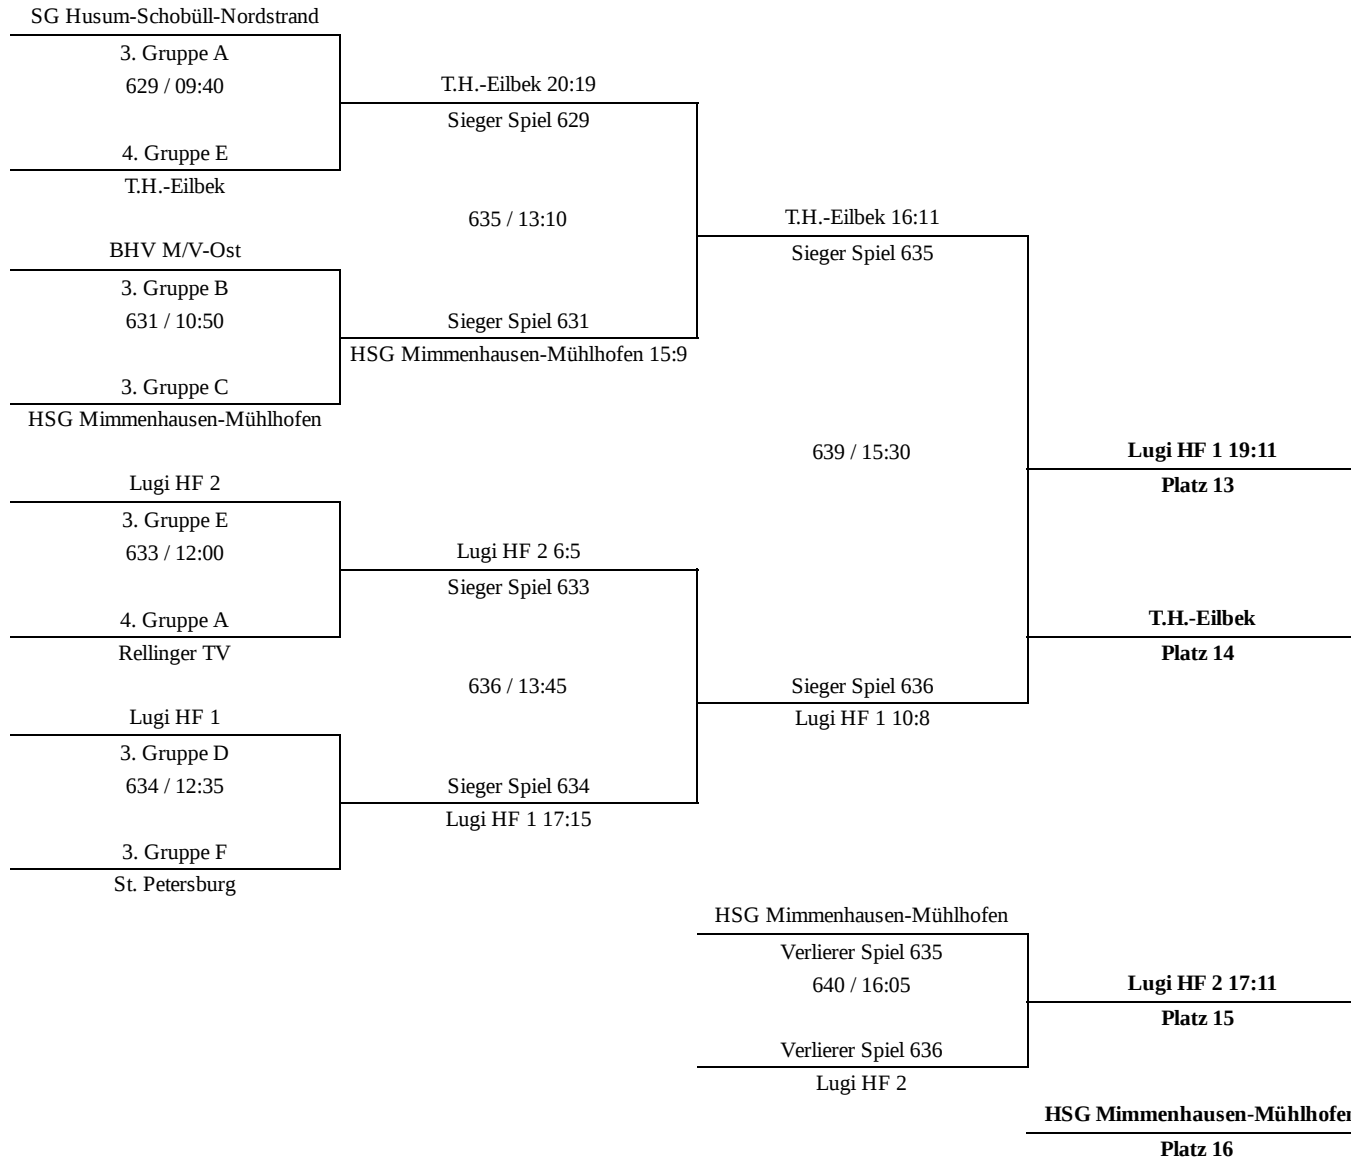 SG Husum-Schobüll-Nordstrand
3. Gruppe A
629 / 09:40
4. Gruppe E
T.H.-Eilbek
T.H.-Eilbek 20:19
Sieger Spiel 629
635 / 13:10
BHV M/V-Ost
3. Gruppe B
631 / 10:50
3. Gruppe C
HSG Mimmenhausen-Mühlhofen
Sieger Spiel 631
HSG Mimmenhausen-Mühlhofen 15:9
T.H.-Eilbek 16:11
Sieger Spiel 635
639 / 15:30
Lugi HF 1 19:11
Platz 13
Lugi HF 2
3. Gruppe E
633 / 12:00
4. Gruppe A
Rellinger TV
Lugi HF 2 6:5
Sieger Spiel 633
636 / 13:45
T.H.-Eilbek
Platz 14
Lugi HF 1
3. Gruppe D
634 / 12:35
3. Gruppe F
St. Petersburg
Sieger Spiel 634
Lugi HF 1 17:15
Sieger Spiel 636
Lugi HF 1 10:8
HSG Mimmenhausen-Mühlhofen
Verlierer Spiel 635
640 / 16:05
Verlierer Spiel 636
Lugi HF 2
Lugi HF 2 17:11
Platz 15
HSG Mimmenhausen-Mühlhofen
Platz 16